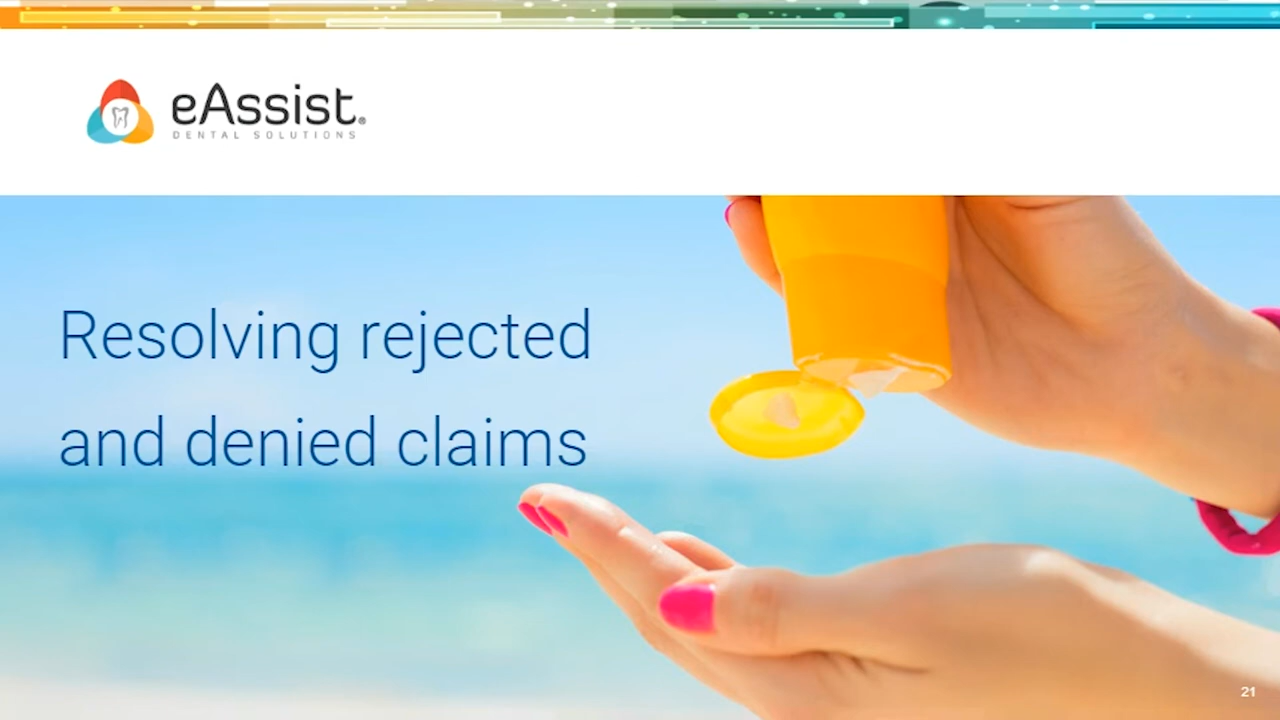 eAssist®
DENTAL SOLUTIONS
Resolving rejected
and denied claims
21